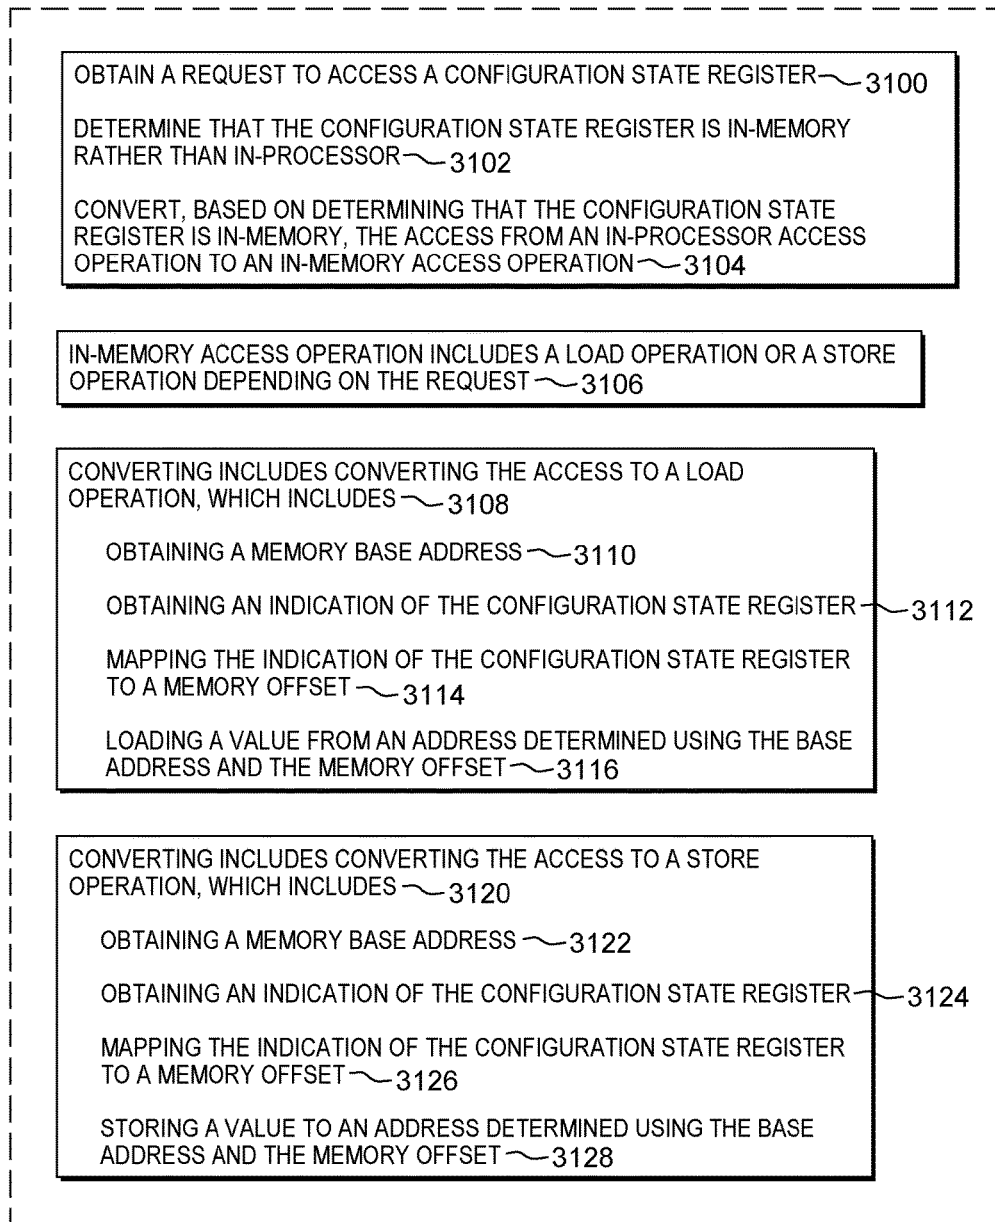 OBTAIN A REQUEST TO ACCESS A CONFIGURATION STATE REGISTER 3100
DETERMINE THAT THE CONFIGURATION STATE REGISTER IS IN-MEMORY
RATHER THAN IN-PROCESSOR 3102
CONVERT, BASED ON DETERMINING THAT THE CONFIGURATION STATE
REGISTER IS IN-MEMORY, THE ACCESS FROM AN IN-PROCESSOR ACCESS
OPERATION TO AN IN-MEMORY ACCESS OPERATION 3104
IN-MEMORY ACCESS OPERATION INCLUDES A LOAD OPERATION OR A STORE
OPERATION DEPENDING ON THE REQUEST 3106
CONVERTING INCLUDES CONVERTING THE ACCESS TO A LOAD
OPERATION, WHICH INCLUDES 3108
OBTAINING A MEMORY BASE ADDRESS 3110
OBTAINING AN INDICATION OF THE CONFIGURATION STATE REGISTER 3112
MAPPING THE INDICATION OF THE CONFIGURATION STATE REGISTER
TO A MEMORY OFFSET 3114
LOADING A VALUE FROM AN ADDRESS DETERMINED USING THE BASE
ADDRESS AND THE MEMORY OFFSET 3116
CONVERTING INCLUDES CONVERTING THE ACCESS TO A STORE
OPERATION, WHICH INCLUDES 3120
OBTAINING A MEMORY BASE ADDRESS 3122
OBTAINING AN INDICATION OF THE CONFIGURATION STATE REGISTER 3124
MAPPING THE INDICATION OF THE CONFIGURATION STATE REGISTER
TO A MEMORY OFFSET 3126
STORING A VALUE TO AN ADDRESS DETERMINED USING THE BASE
ADDRESS AND THE MEMORY OFFSET 3128